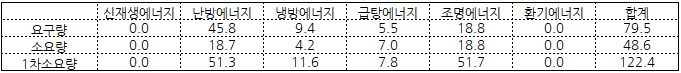 신재생에너지 난방에너지 냉방에너지 급탕에너지 조명에너지 환기에너지 합계
요구량 0.0 45.8 9.4 5.5 18.8 0.0 79.5
소요량 0.0 18.7 4.2 7.0 18.8 0.0 48.6
1차소요량 0.0 51.3 11.6 7.8 51.7 0.0 122.4